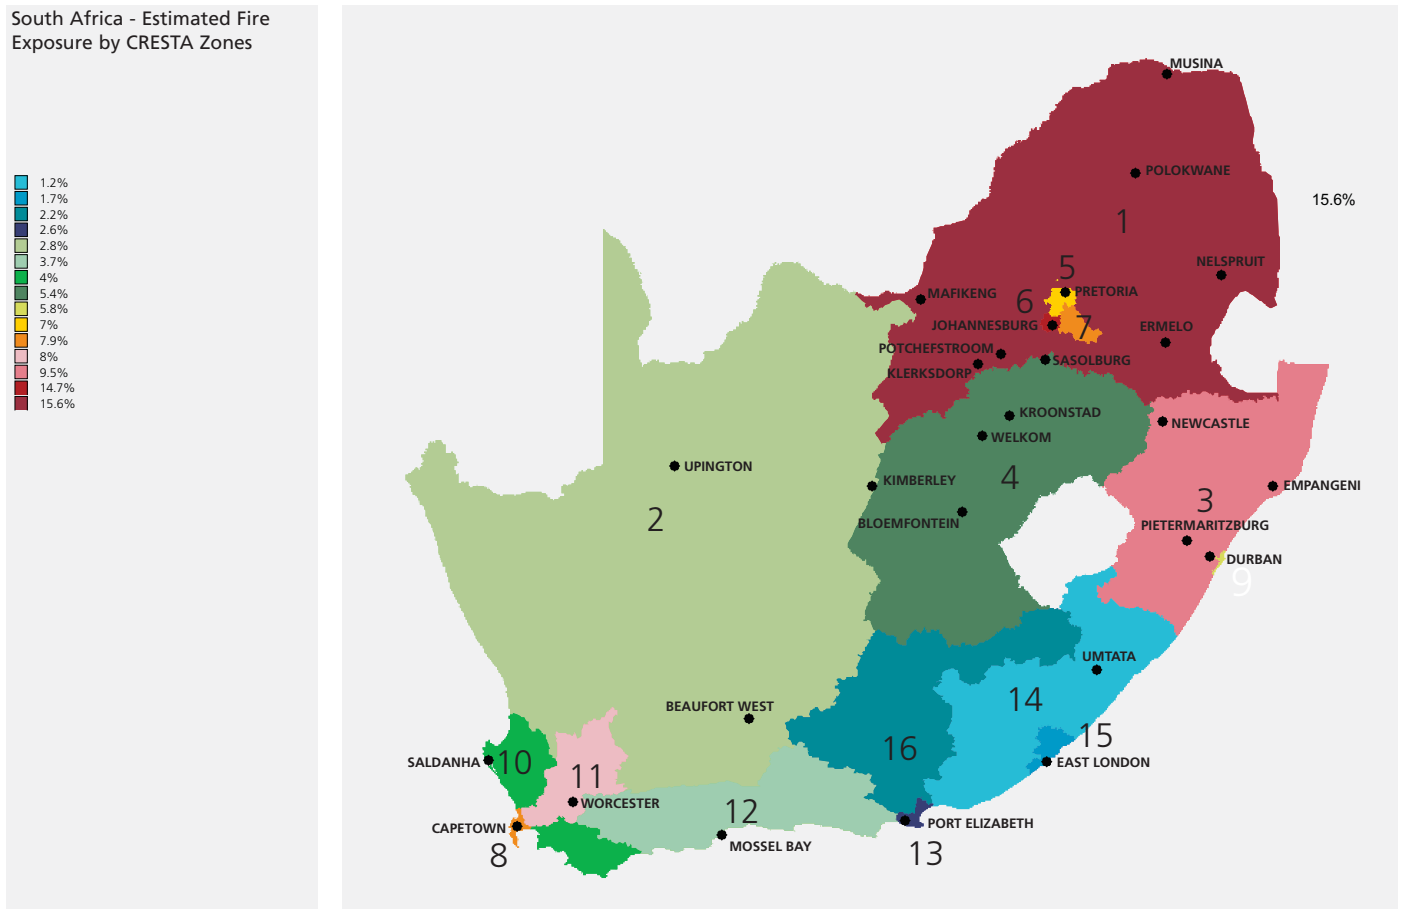 South Africa - Estimated Fire
Exposure by CRESTA Zones
1.2%
1.7%
2.2%
2.6%
2.8%
3.7%
4%
5.4%
5.8%
7%
7.9%
8%
9.5%
14.7%
15.6%
MUSINA
POLOKWANE
15.6%
1
NELSPRUIT
5
PRETORIA
MAFIKENG
6
JOHANNESBURG
7
ERMELO
POTCHEFSTROOM
SASOLBURG
KLERKSDORP
KROONSTAD
NEWCASTLE
WELKOM
UPINGTON
KIMBERLEY
4
EMPANGENI
3
2
BLOEMFONTEIN
PIETERMARITZBURG
DURBAN
9
UMTATA
14
BEAUFORT WEST
15
16
SALDANHA
10
EAST LONDON
11
WORCESTER
12
CAPETOWN
PORT ELIZABETH
MOSSEL BAY
8
13